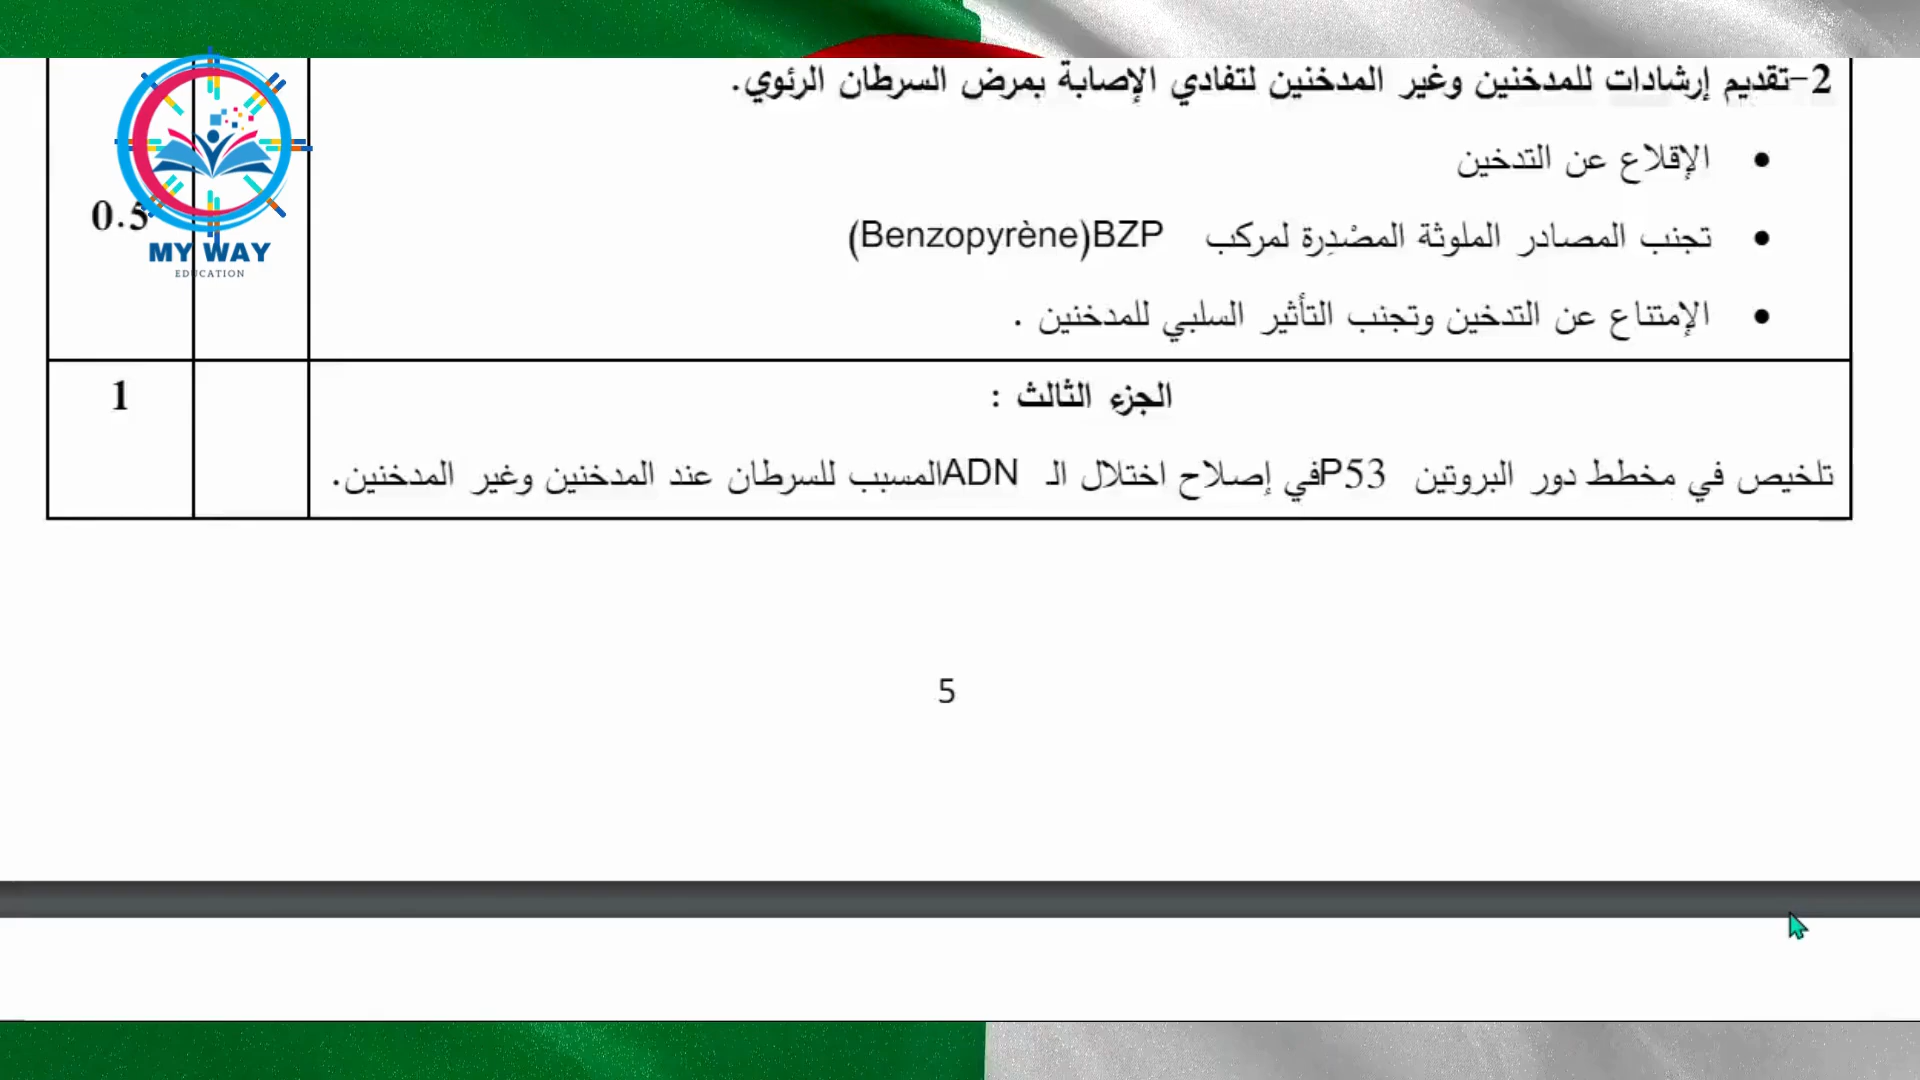 2-تقديم إرشادات للمدخنين وغير المدخنين لتفادي الإصابة بمرض السرطان الرئوي.
• الإقلاع عن التدخين
• تجنب المصادر الملوثة المصْدِرة لمركب BZP(Benzopyrène)
• الإمتناع عن التدخين وتجنب التأثير السلبي للمدخنين .
0.5
MY WAY
EDUCATION
الجزء الثالث :
1
تلخيص في مخطط دور البروتين P53في إصلاح اختلال الـ ADNالمسبب للسرطان عند المدخنين وغير المدخنين.
5